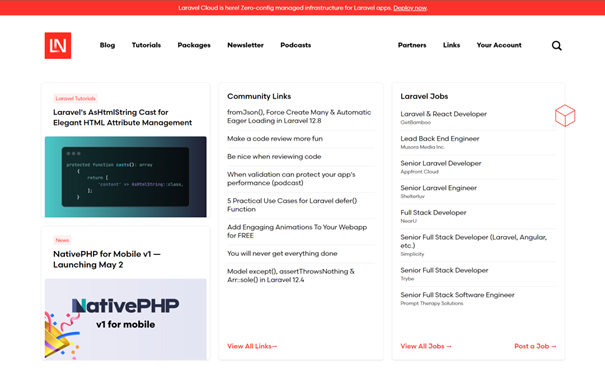 Laravel Cloud is here! Zero-config managed infrastructure for Laravel apps. Deploy now.
LN
Blog
Tutorials
Packages
Newsletter
Podcasts
Partners
Links
Your Account
Laravel Tutorials
Laravel's AsHtmlString Cast for
Elegant HTML Attribute Management
protected function casts(): array
{
return [
'content' => AsHtmlString::class,
];
}
News
NativePHP for Mobile v1 —
Launching May 2
NativePHP
v1 for mobile
Community Links
fromJson(), Force Create Many & Automatic
Eager Loading in Laravel 12.8
Make a code review more fun
Be nice when reviewing code
When validation can protect your app's
performance (podcast)
5 Practical Use Cases for Laravel defer()
Function
Add Engaging Animations To Your Webapp
for FREE
You will never get everything done
Model except(), assertThrowsNothing &
Arr::sole() in Laravel 12.4
View All Links→
Laravel Jobs
Laravel & React Developer
GetBamboo
Lead Back End Engineer
Musora Media Inc.
Senior Laravel Developer
Appfront Cloud
Senior Laravel Engineer
Shelterluv
Full Stack Developer
NearU
Senior Full Stack Developer (Laravel, Angular,
etc.)
Simplicity
Senior Full Stack Developer
Trybe
Senior Full Stack Software Engineer
Prompt Therapy Solutions
View All Jobs →
Post a Job →